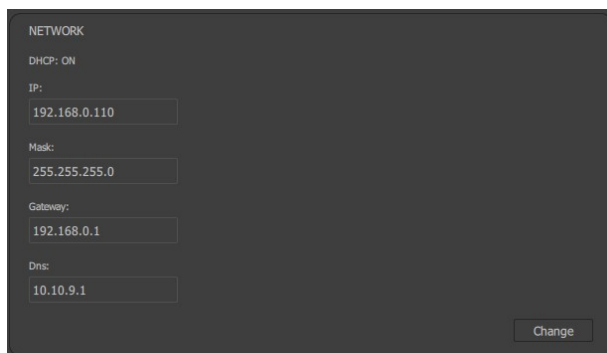 NETWORK
DHCP: ON
IP:
192.168.0.110
Mask:
255.255.255.0
Gateway:
192.168.0.1
Dns:
10.10.9.1
Change